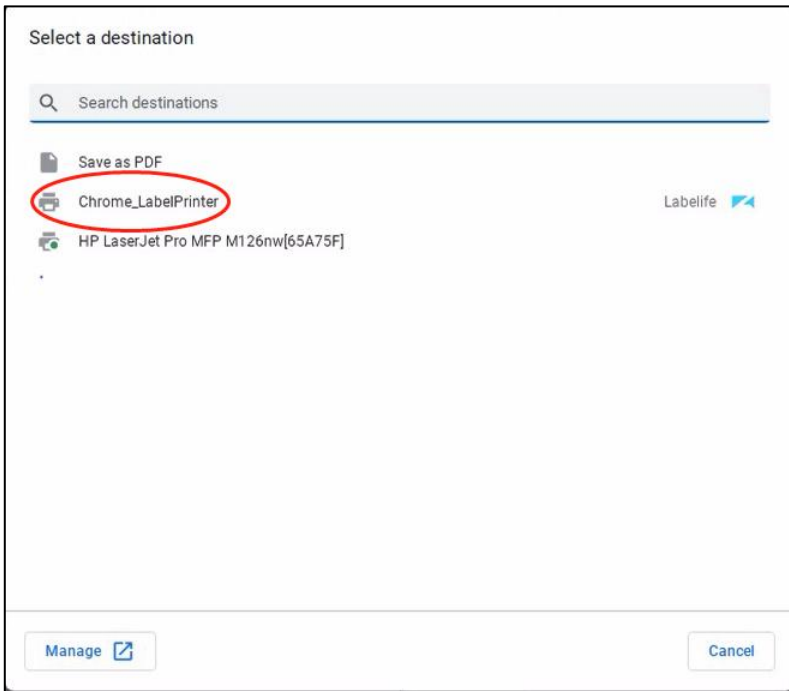 Select a destination
Search destinations
Save as PDF
Chrome_LabelPrinter Labelife
HP LaserJet Pro MFP M126nw[65A75F]
Manage Cancel